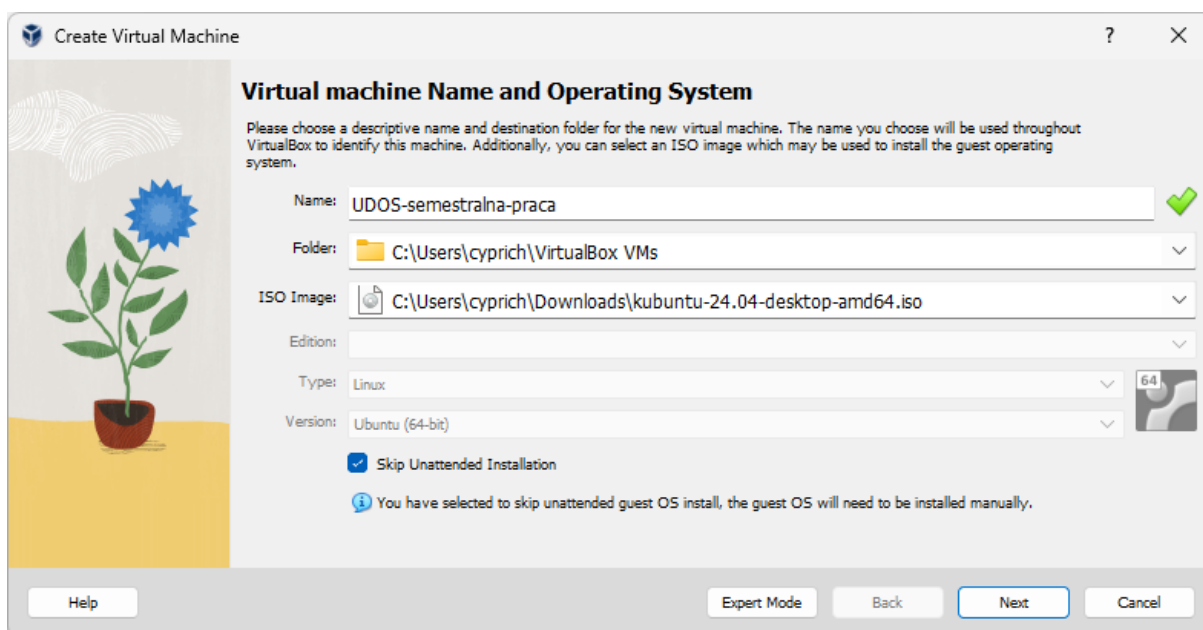 Create Virtual Machine
?
Virtual machine Name and Operating System
Please choose a descriptive name and destination folder for the new virtual machine. The name you choose will be used throughout
VirtualBox to identify this machine. Additionally, you can select an ISO image which may be used to install the guest operating
system.
Name: UDOS-semestralna-praca
Folder: C:\Users\cyprich\VirtualBox VMs
ISO Image: C:\Users\cyprich\Downloads\kubuntu-24.04-desktop-amd64.iso
Edition:
Type: Linux
64
Version: Ubuntu (64-bit)
Skip Unattended Installation
You have selected to skip unattended guest OS install, the guest OS will need to be installed manually.
Help Expert Mode Back Next Cancel